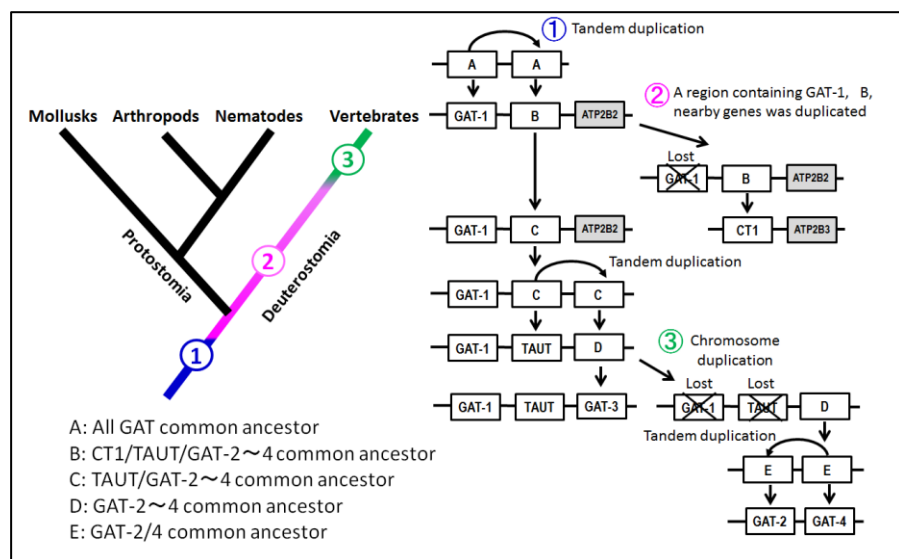 ① Tandem duplication
A A
② A region containing GAT-1, B,
nearby genes was duplicated
GAT-1 B ATP2B2
Lost
GAT-1 B ATP2B2
CT1 ATP2B3
GAT-1 C ATP2B2
Tandem duplication
GAT-1 C C
GAT-1 TAUT D
③ Chromosome
duplication
GAT-1 TAUT GAT-3
Lost Lost
GAT-1 TAUT D
Tandem duplication
E E
GAT-2 GAT-4
Mollusks Arthropods Nematodes Vertebrates
③
②
①
Protostomia
Deuterostomia
A: All GAT common ancestor
B: CT1/TAUT/GAT-2～4 common ancestor
C: TAUT/GAT-2～4 common ancestor
D: GAT-2～4 common ancestor
E: GAT-2/4 common ancestor